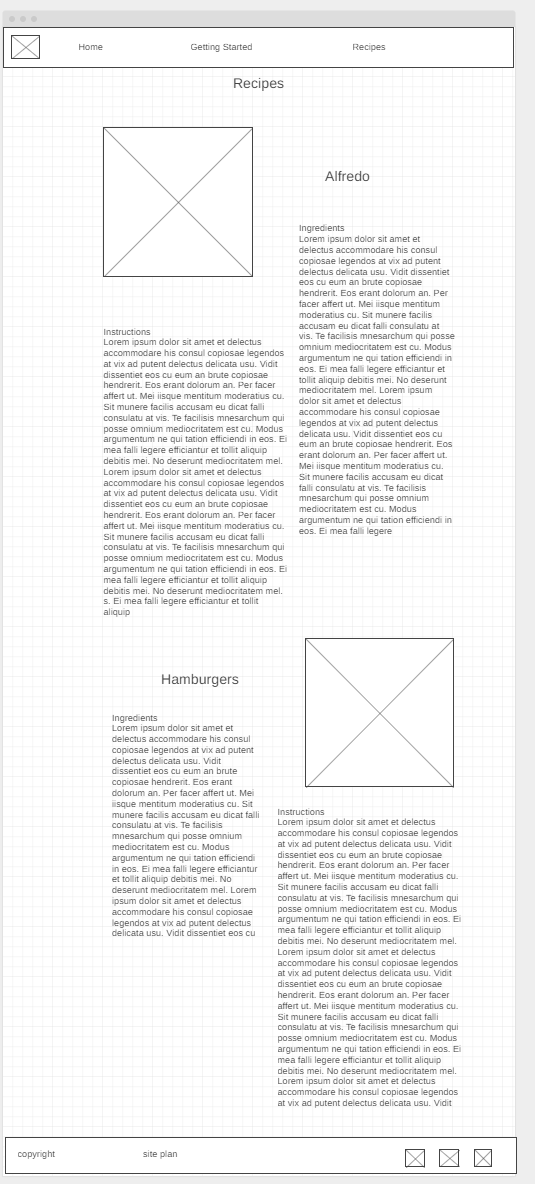 Home Getting Started Recipes
Recipes
Alfredo
Ingredients
Lorem ipsum dolor sit amet et
delectus accommodare his consul
copiosae legendos at vix ad putent
delectus delicata usu. Vidit dissentiet
eos cu eum an brute copiosae
hendrerit. Eos erant dolorum an. Per
facer affert ut. Mei iisque mentitum
moderatius cu. Sit munere facilis
accusam eu dicat falli consulatu at
vis. Te facilisis mnesarchum qui posse
omnium mediocritatem est cu. Modus
argumentum ne qui tation efficiendi in
eos. Ei mea falli legere efficiantur et
tollit aliquip debitis mei. No deserunt
mediocritatem mel. Lorem ipsum
dolor sit amet et delectus
accommodare his consul copiosae
legendos at vix ad putent delectus
delicata usu. Vidit dissentiet eos cu
eum an brute copiosae hendrerit. Eos
erant dolorum an. Per facer affert ut.
Mei iisque mentitum moderatius cu.
Sit munere facilis accusam eu dicat
falli consulatu at vis. Te facilisis
mnesarchum qui posse omnium
mediocritatem est cu. Modus
argumentum ne qui tation efficiendi in
eos. Ei mea falli legere
Instructions
Lorem ipsum dolor sit amet et delectus
accommodare his consul copiosae legendos
at vix ad putent delectus delicata usu. Vidit
dissentiet eos cu eum an brute copiosae
hendrerit. Eos erant dolorum an. Per facer
affert ut. Mei iisque mentitum moderatius cu.
Sit munere facilis accusam eu dicat falli
consulatu at vis. Te facilisis mnesarchum qui
posse omnium mediocritatem est cu. Modus
argumentum ne qui tation efficiendi in eos. Ei
mea falli legere efficiantur et tollit aliquip
debitis mei. No deserunt mediocritatem mel.
Lorem ipsum dolor sit amet et delectus
accommodare his consul copiosae legendos
at vix ad putent delectus delicata usu. Vidit
dissentiet eos cu eum an brute copiosae
hendrerit. Eos erant dolorum an. Per facer
affert ut. Mei iisque mentitum moderatius cu.
Sit munere facilis accusam eu dicat falli
consulatu at vis. Te facilisis mnesarchum qui
posse omnium mediocritatem est cu. Modus
argumentum ne qui tation efficiendi in eos. Ei
mea falli legere efficiantur et tollit aliquip
debitis mei. No deserunt mediocritatem mel.
s. Ei mea falli legere efficiantur et tollit
aliquip
Hamburgers
Ingredients
Lorem ipsum dolor sit amet et
delectus accommodare his consul
copiosae legendos at vix ad putent
delectus delicata usu. Vidit
dissentiet eos cu eum an brute
copiosae hendrerit. Eos erant
dolorum an. Per facer affert ut. Mei
iisque mentitum moderatius cu. Sit
munere facilis accusam eu dicat falli
consulatu at vis. Te facilisis
mnesarchum qui posse omnium
mediocritatem est cu. Modus
argumentum ne qui tation efficiendi
in eos. Ei mea falli legere efficiantur
et tollit aliquip debitis mei. No
deserunt mediocritatem mel. Lorem
ipsum dolor sit amet et delectus
accommodare his consul copiosae
legendos at vix ad putent delectus
delicata usu. Vidit dissentiet eos cu
Instructions
Lorem ipsum dolor sit amet et delectus
accommodare his consul copiosae legendos
at vix ad putent delectus delicata usu. Vidit
dissentiet eos cu eum an brute copiosae
hendrerit. Eos erant dolorum an. Per facer
affert ut. Mei iisque mentitum moderatius cu.
Sit munere facilis accusam eu dicat falli
consulatu at vis. Te facilisis mnesarchum qui
posse omnium mediocritatem est cu. Modus
argumentum ne qui tation efficiendi in eos. Ei
mea falli legere efficiantur et tollit aliquip
debitis mei. No deserunt mediocritatem mel.
Lorem ipsum dolor sit amet et delectus
accommodare his consul copiosae legendos
at vix ad putent delectus delicata usu. Vidit
dissentiet eos cu eum an brute copiosae
hendrerit. Eos erant dolorum an. Per facer
affert ut. Mei iisque mentitum moderatius cu.
Sit munere facilis accusam eu dicat falli
consulatu at vis. Te facilisis mnesarchum qui
posse omnium mediocritatem est cu. Modus
argumentum ne qui tation efficiendi in eos. Ei
mea falli legere efficiantur et tollit aliquip
debitis mei. No deserunt mediocritatem mel.
Lorem ipsum dolor sit amet et delectus
accommodare his consul copiosae legendos
at vix ad putent delectus delicata usu. Vidit
copyright site plan